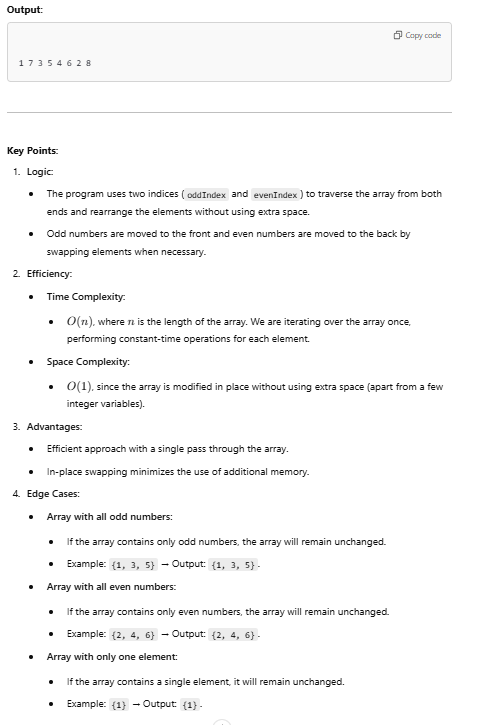 Output:
Copy code
1 7 3 5 4 6 2 8
Key Points:
1. Logic:
• The program uses two indices ( oddIndex and evenIndex ) to traverse the array from both
ends and rearrange the elements without using extra space.
• Odd numbers are moved to the front and even numbers are moved to the back by
swapping elements when necessary.
2. Efficiency:
• Time Complexity:
• O(n), where n is the length of the array. We are iterating over the array once,
performing constant-time operations for each element.
• Space Complexity:
• O(1), since the array is modified in place without using extra space (apart from a few
integer variables).
3. Advantages:
• Efficient approach with a single pass through the array.
• In-place swapping minimizes the use of additional memory.
4. Edge Cases:
• Array with all odd numbers:
• If the array contains only odd numbers, the array will remain unchanged.
• Example: {1, 3, 5} → Output: {1, 3, 5} .
• Array with all even numbers:
• If the array contains only even numbers, the array will remain unchanged.
• Example: {2, 4, 6} → Output: {2, 4, 6} .
• Array with only one element:
• If the array contains a single element, it will remain unchanged.
• Example: {1} → Output: {1} .